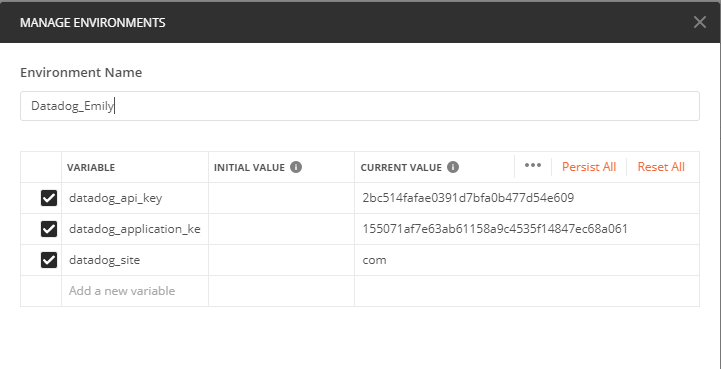 MANAGE ENVIRONMENTS
Environment Name
Datadog_Emily
VARIABLE INITIAL VALUE CURRENT VALUE ••• Persist All Reset All
datadog_api_key 2bc514fafae0391d7bfa0b477d54e609
datadog_application_ke 155071af7e63ab61158a9c4535f14847ec68a061
datadog_site com
Add a new variable